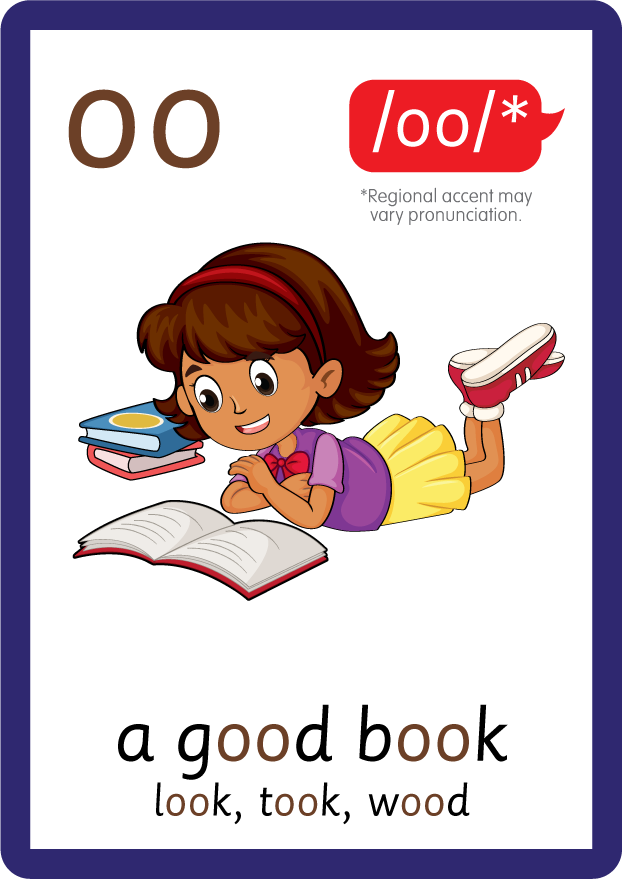 oo
/oo/*
*Regional accent may
vary pronunciation.
a good book
look, took, wood